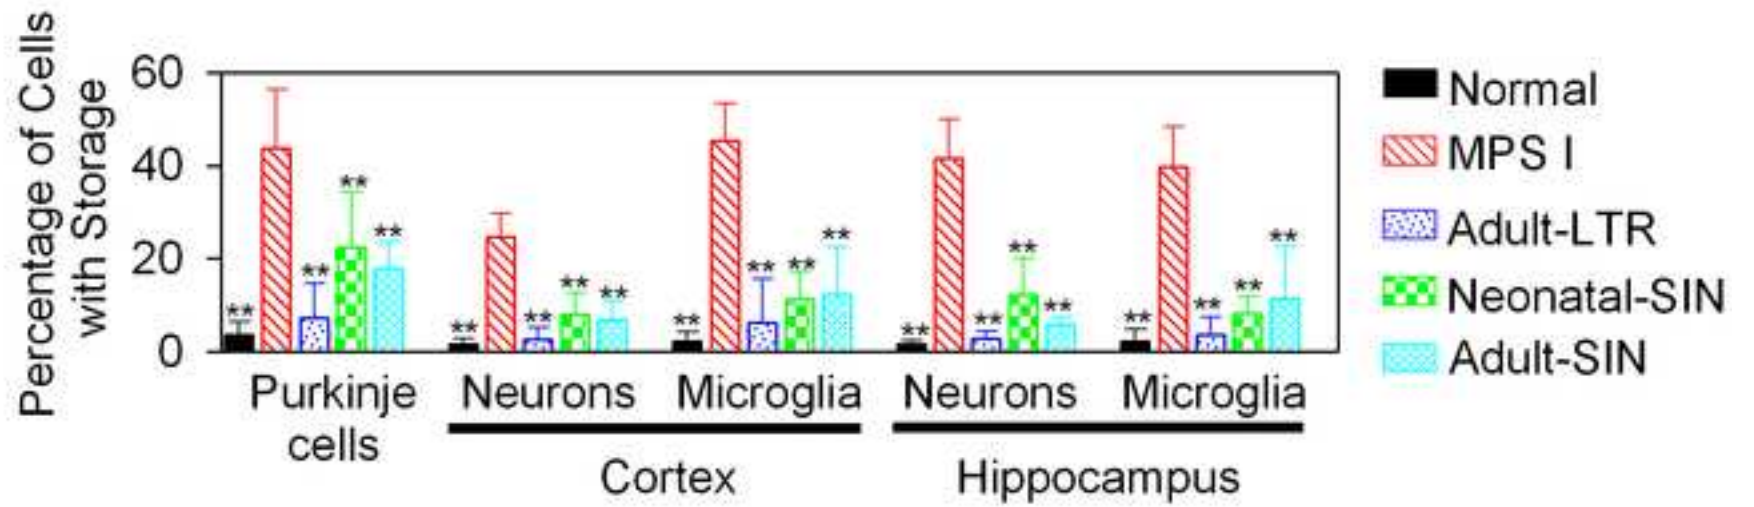 Percentage of Cells
with Storage
60
40
20
0
** ** ** **
** ** ** **
** ** ** **
** ** ** **
** ** ** **
Purkinje
cells
Neurons
Microglia
Neurons
Microglia
Cortex
Hippocampus
Normal
MPS I
Adult-LTR
Neonatal-SIN
Adult-SIN